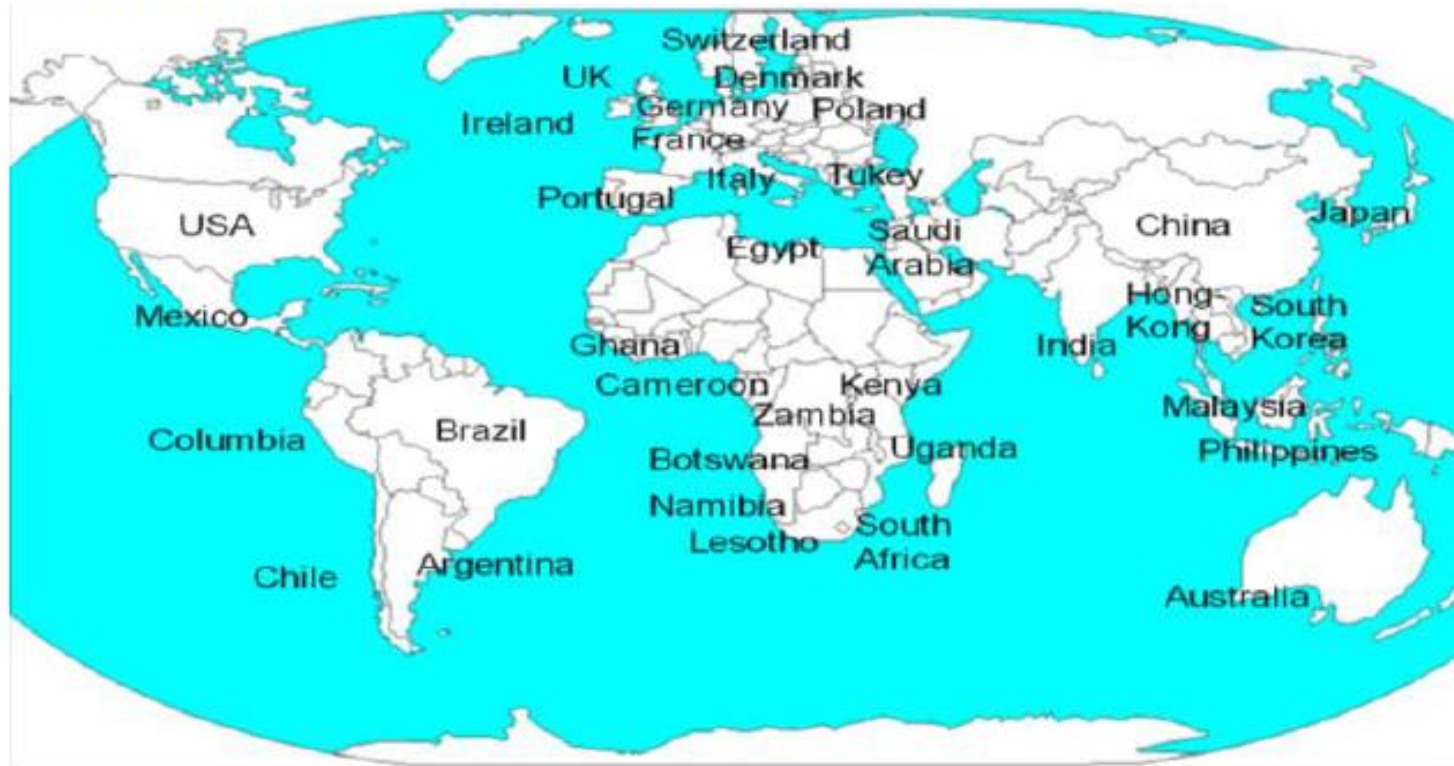 Switzerland
UK
Denmark
Germany
Poland
Ireland
France
Italy
Tukey
Portugal
USA
China
Japan
Egypt
Saudi
Arabia
Mexico
Hong-
Kong
South
Korea
Ghana
India
Cameroon
Kenya
Zambia
Malaysia
Columbia
Brazil
Uganda
Botswana
Philippines
Namibia
Lesotho
South
Africa
Chile
Argentina
Australia